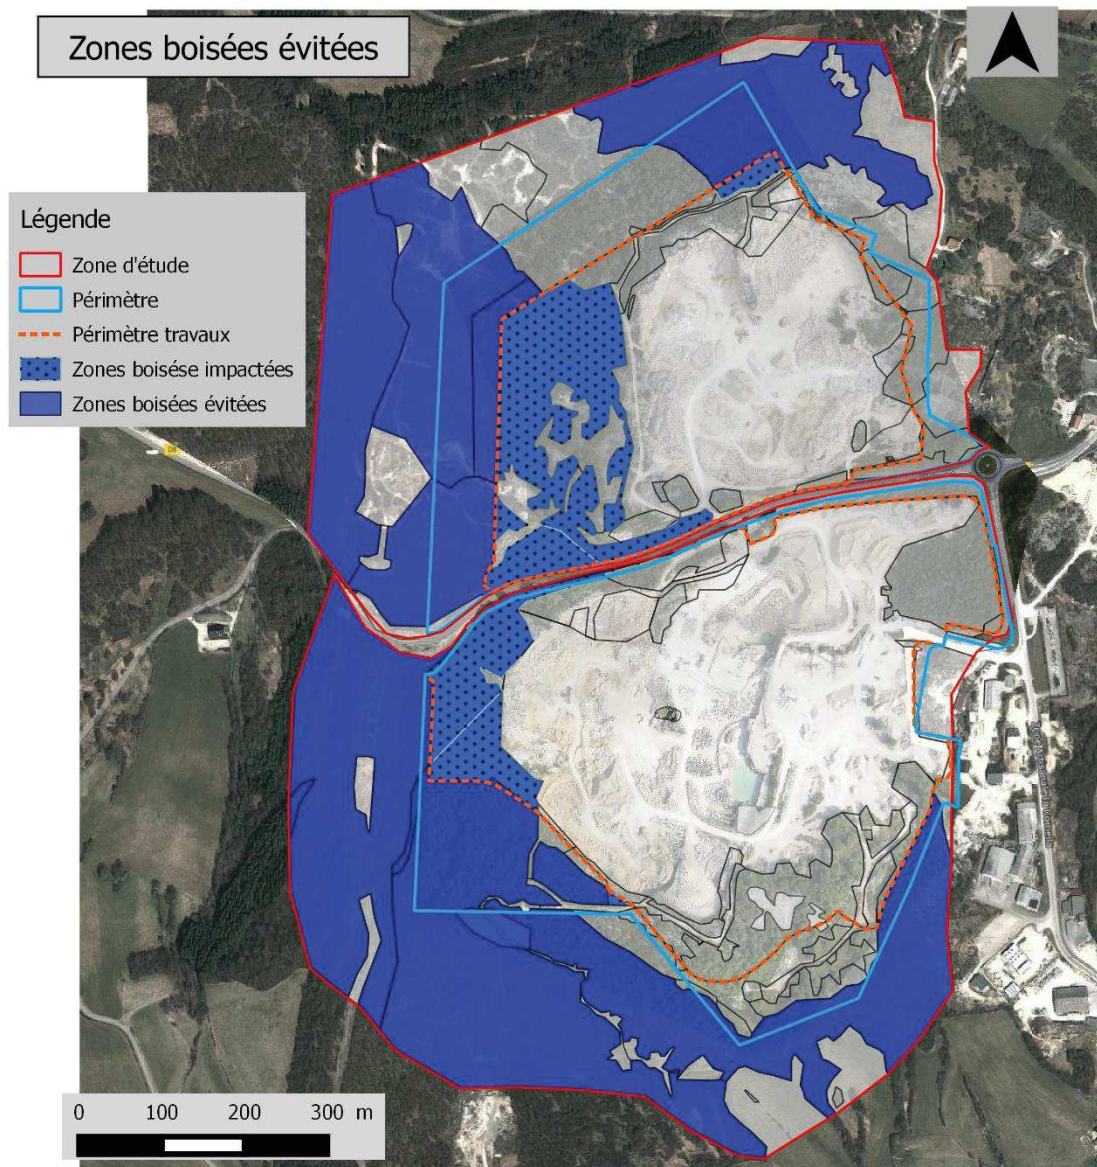 Zones boisées évitées
Légende
Zone d'étude
Périmètre
Périmètre travaux
Zones boisése impactées
Zones boisées évitées
D6
0 100 200 300 m